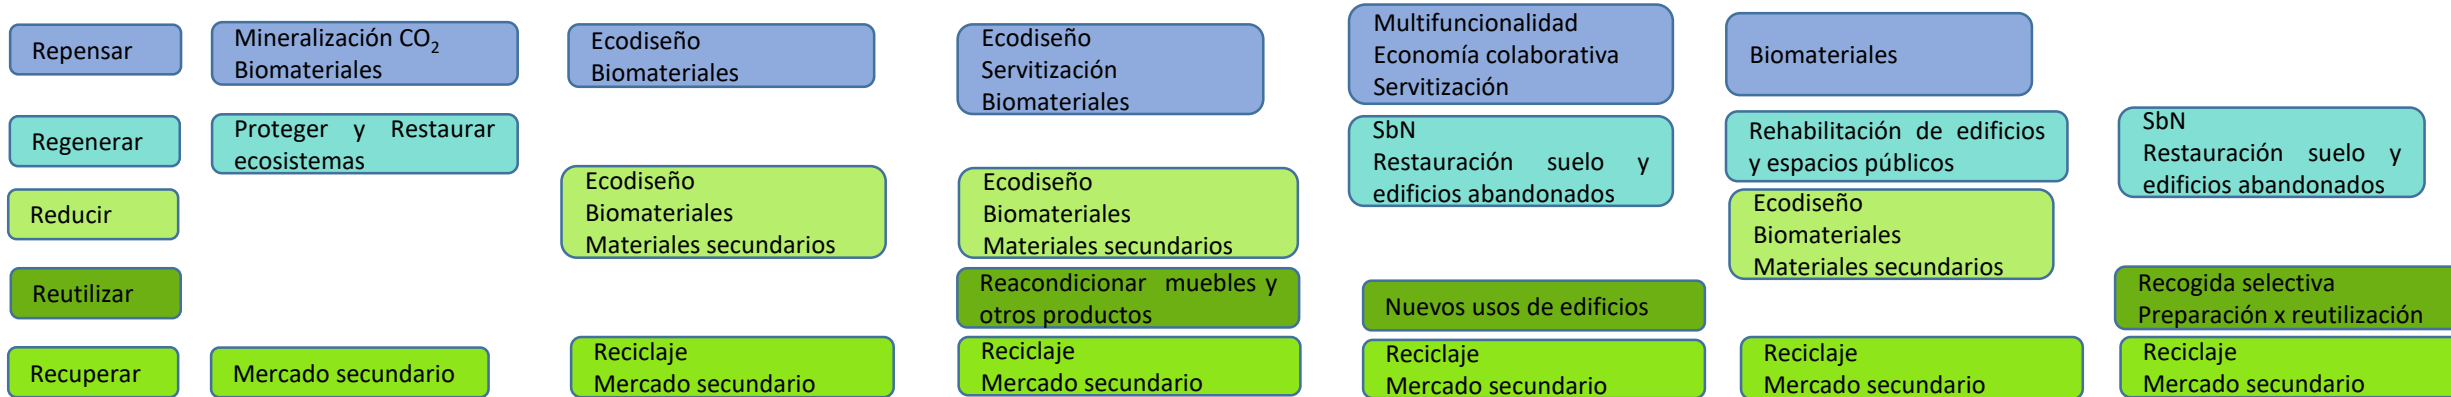 Repensar
Mineralización CO₂
Biomateriales
Ecodiseño
Biomateriales
Ecodiseño
Servitización
Biomateriales
Multifuncionalidad
Economía colaborativa
Servitización
Biomateriales
Regenerar
Proteger y Restaurar
ecosistemas
SbN
Restauración suelo y
edificios abandonados
Rehabilitación de edificios
y espacios públicos
SbN
Restauración suelo y
edificios abandonados
Reducir
Ecodiseño
Biomateriales
Materiales secundarios
Ecodiseño
Biomateriales
Materiales secundarios
Ecodiseño
Biomateriales
Materiales secundarios
Reutilizar
Reacondicionar muebles y
otros productos
Nuevos usos de edificios
Recogida selectiva
Preparación x reutilización
Recuperar
Mercado secundario
Reciclaje
Mercado secundario
Reciclaje
Mercado secundario
Reciclaje
Mercado secundario
Reciclaje
Mercado secundario
Reciclaje
Mercado secundario